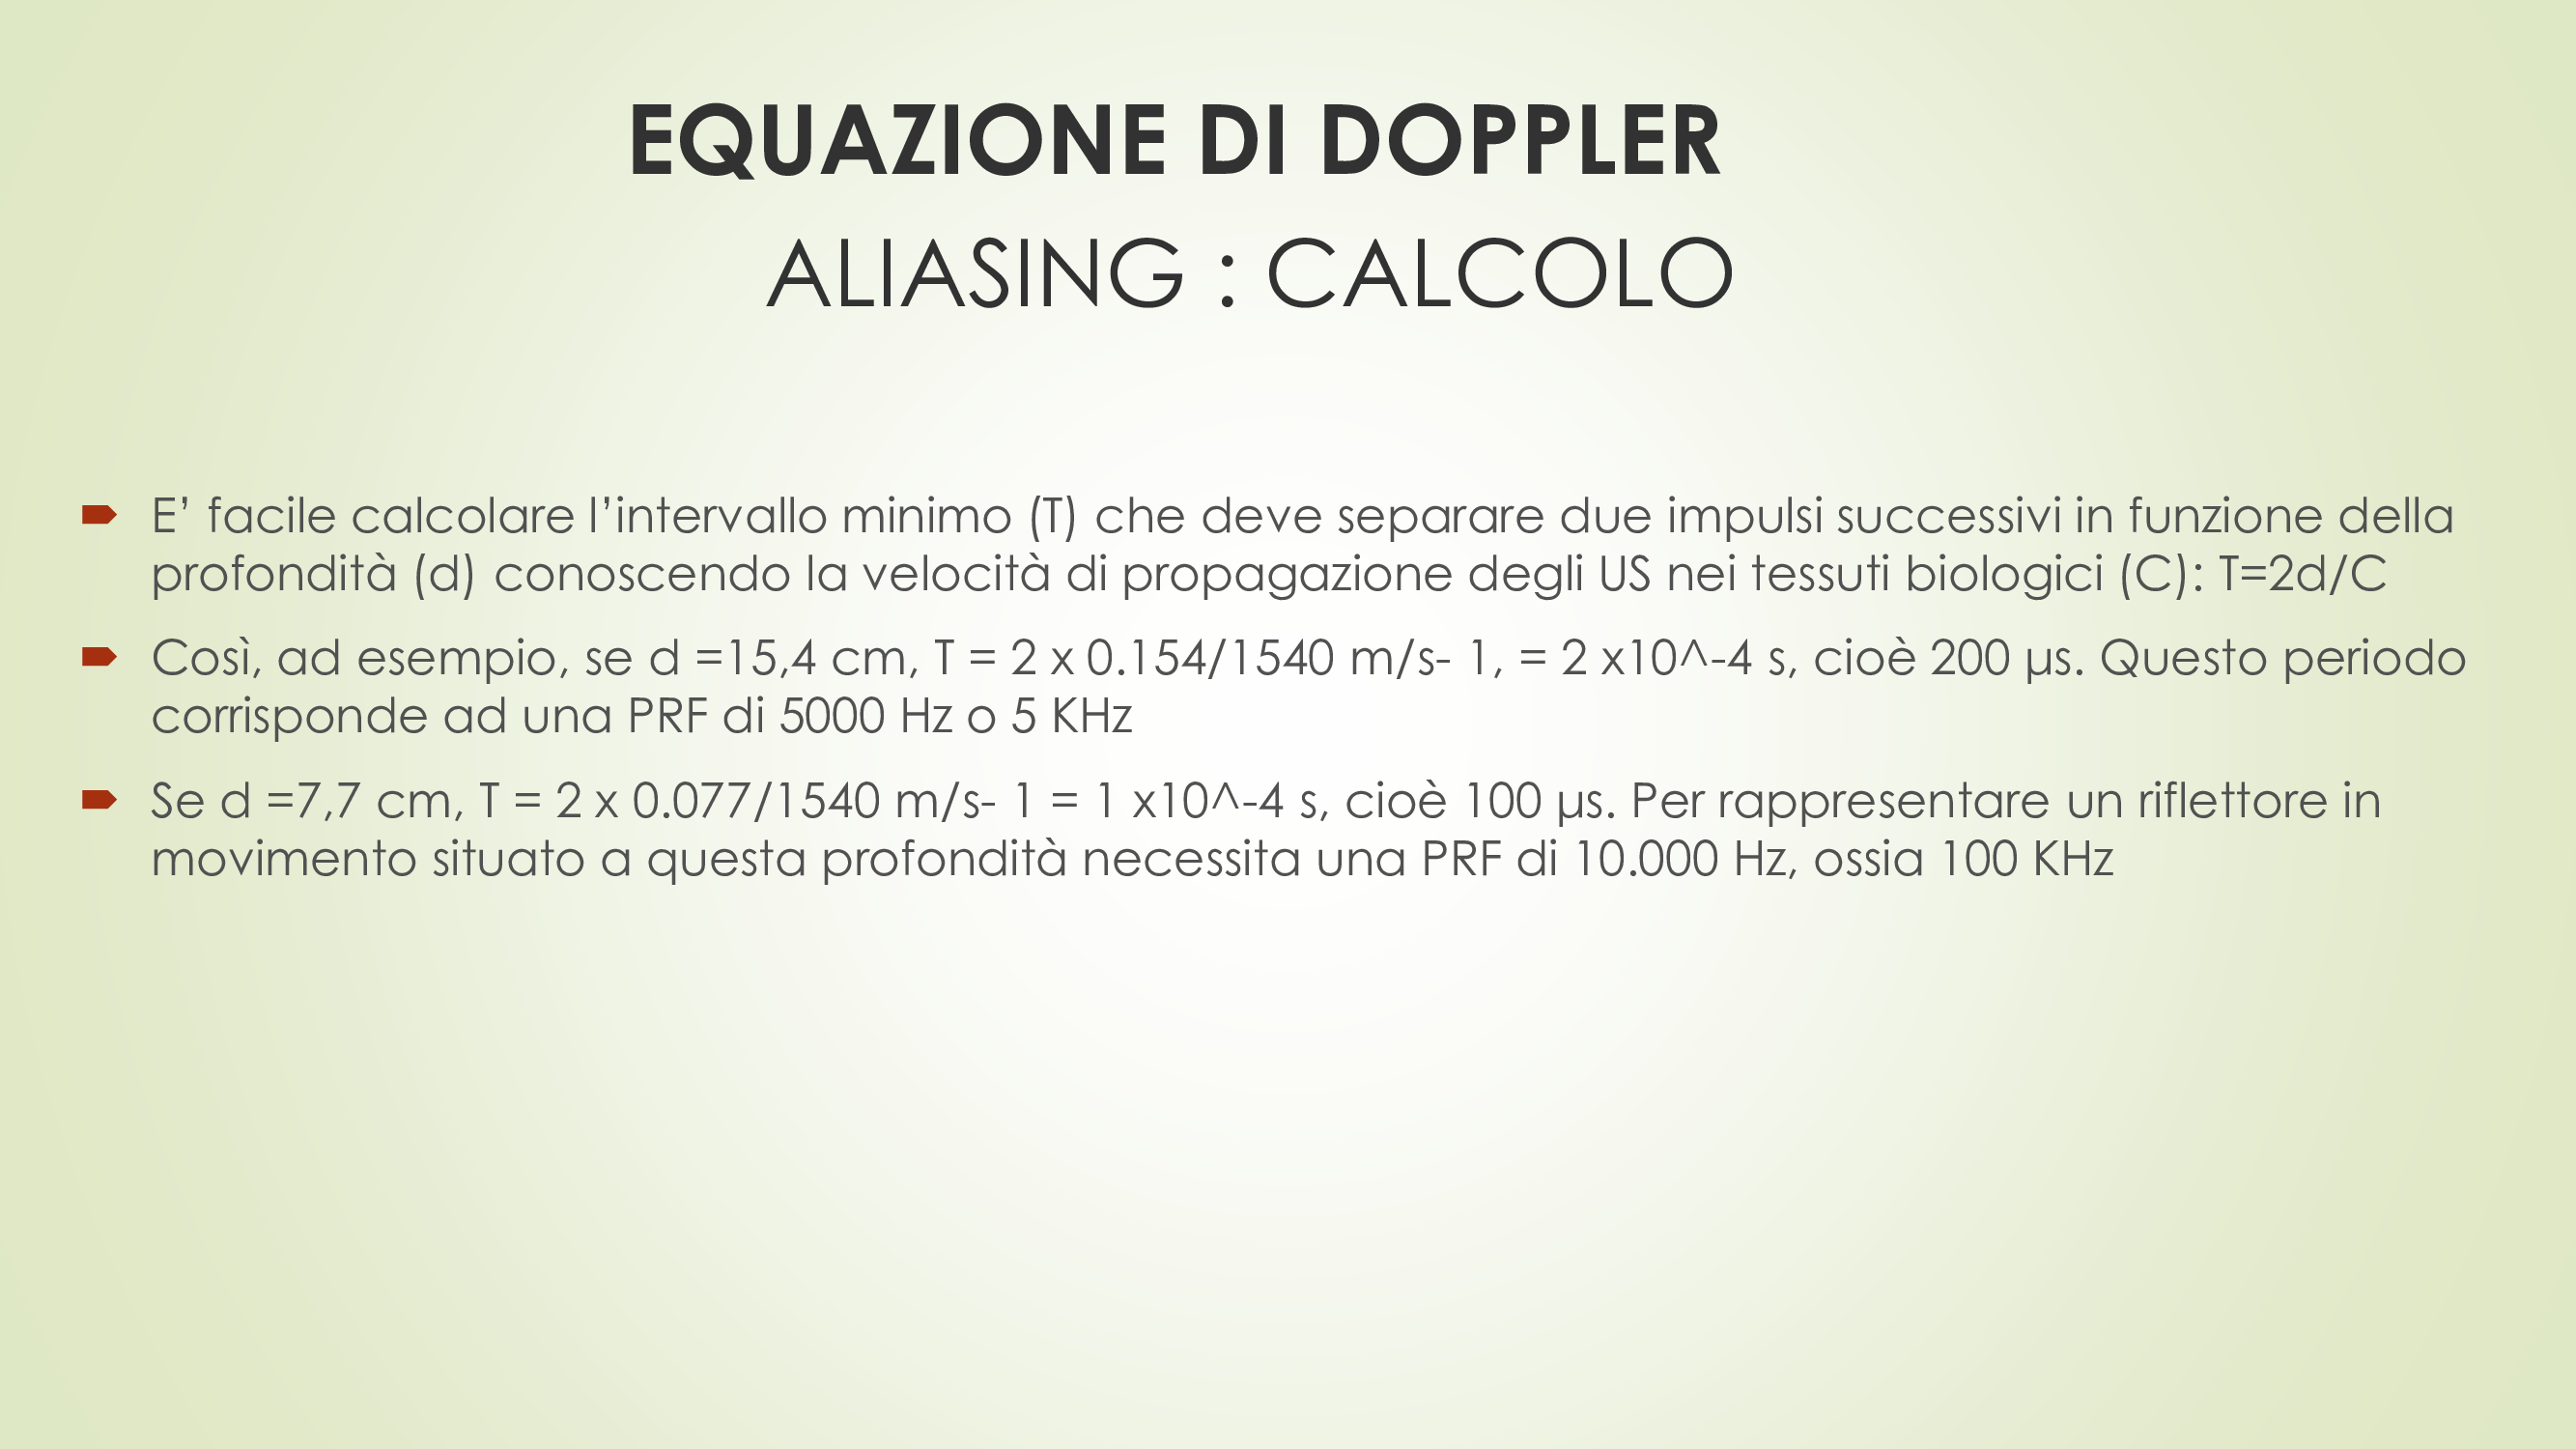 EQUAZIONE DI DOPPLER
ALIASING : CALCOLO
E’ facile calcolare l’intervallo minimo (T) che deve separare due impulsi successivi in funzione della
profondità (d) conoscendo la velocità di propagazione degli US nei tessuti biologici (C): T=2d/C
Così, ad esempio, se d =15,4 cm, T = 2 x 0.154/1540 m/s- 1, = 2 x10^-4 s, cioè 200 µs. Questo periodo
corrisponde ad una PRF di 5000 Hz o 5 KHz
Se d =7,7 cm, T = 2 x 0.077/1540 m/s- 1 = 1 x10^-4 s, cioè 100 µs. Per rappresentare un riflettore in
movimento situato a questa profondità necessita una PRF di 10.000 Hz, ossia 100 KHz